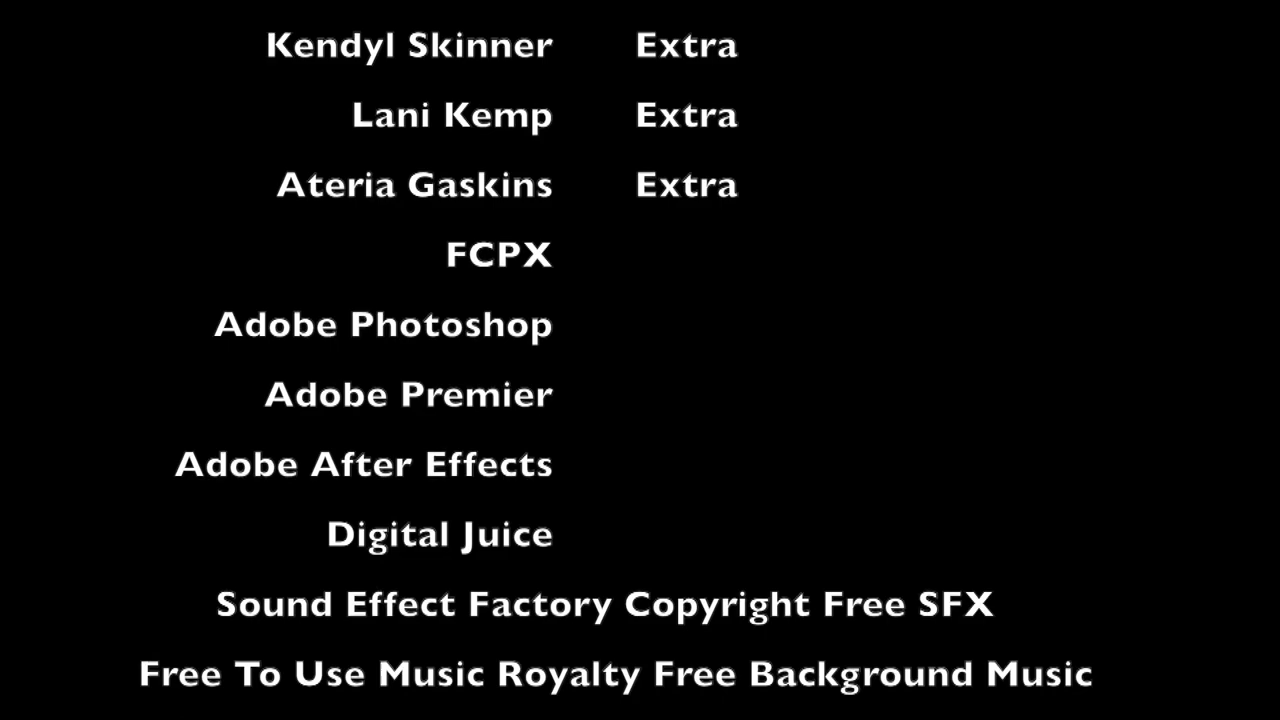 Kendyl Skinner Extra
Lani Kemp Extra
Ateria Gaskins Extra
FCPX
Adobe Photoshop
Adobe Premier
Adobe After Effects
Digital Juice
Sound Effect Factory Copyright Free SFX
Free To Use Music Royalty Free Background Music